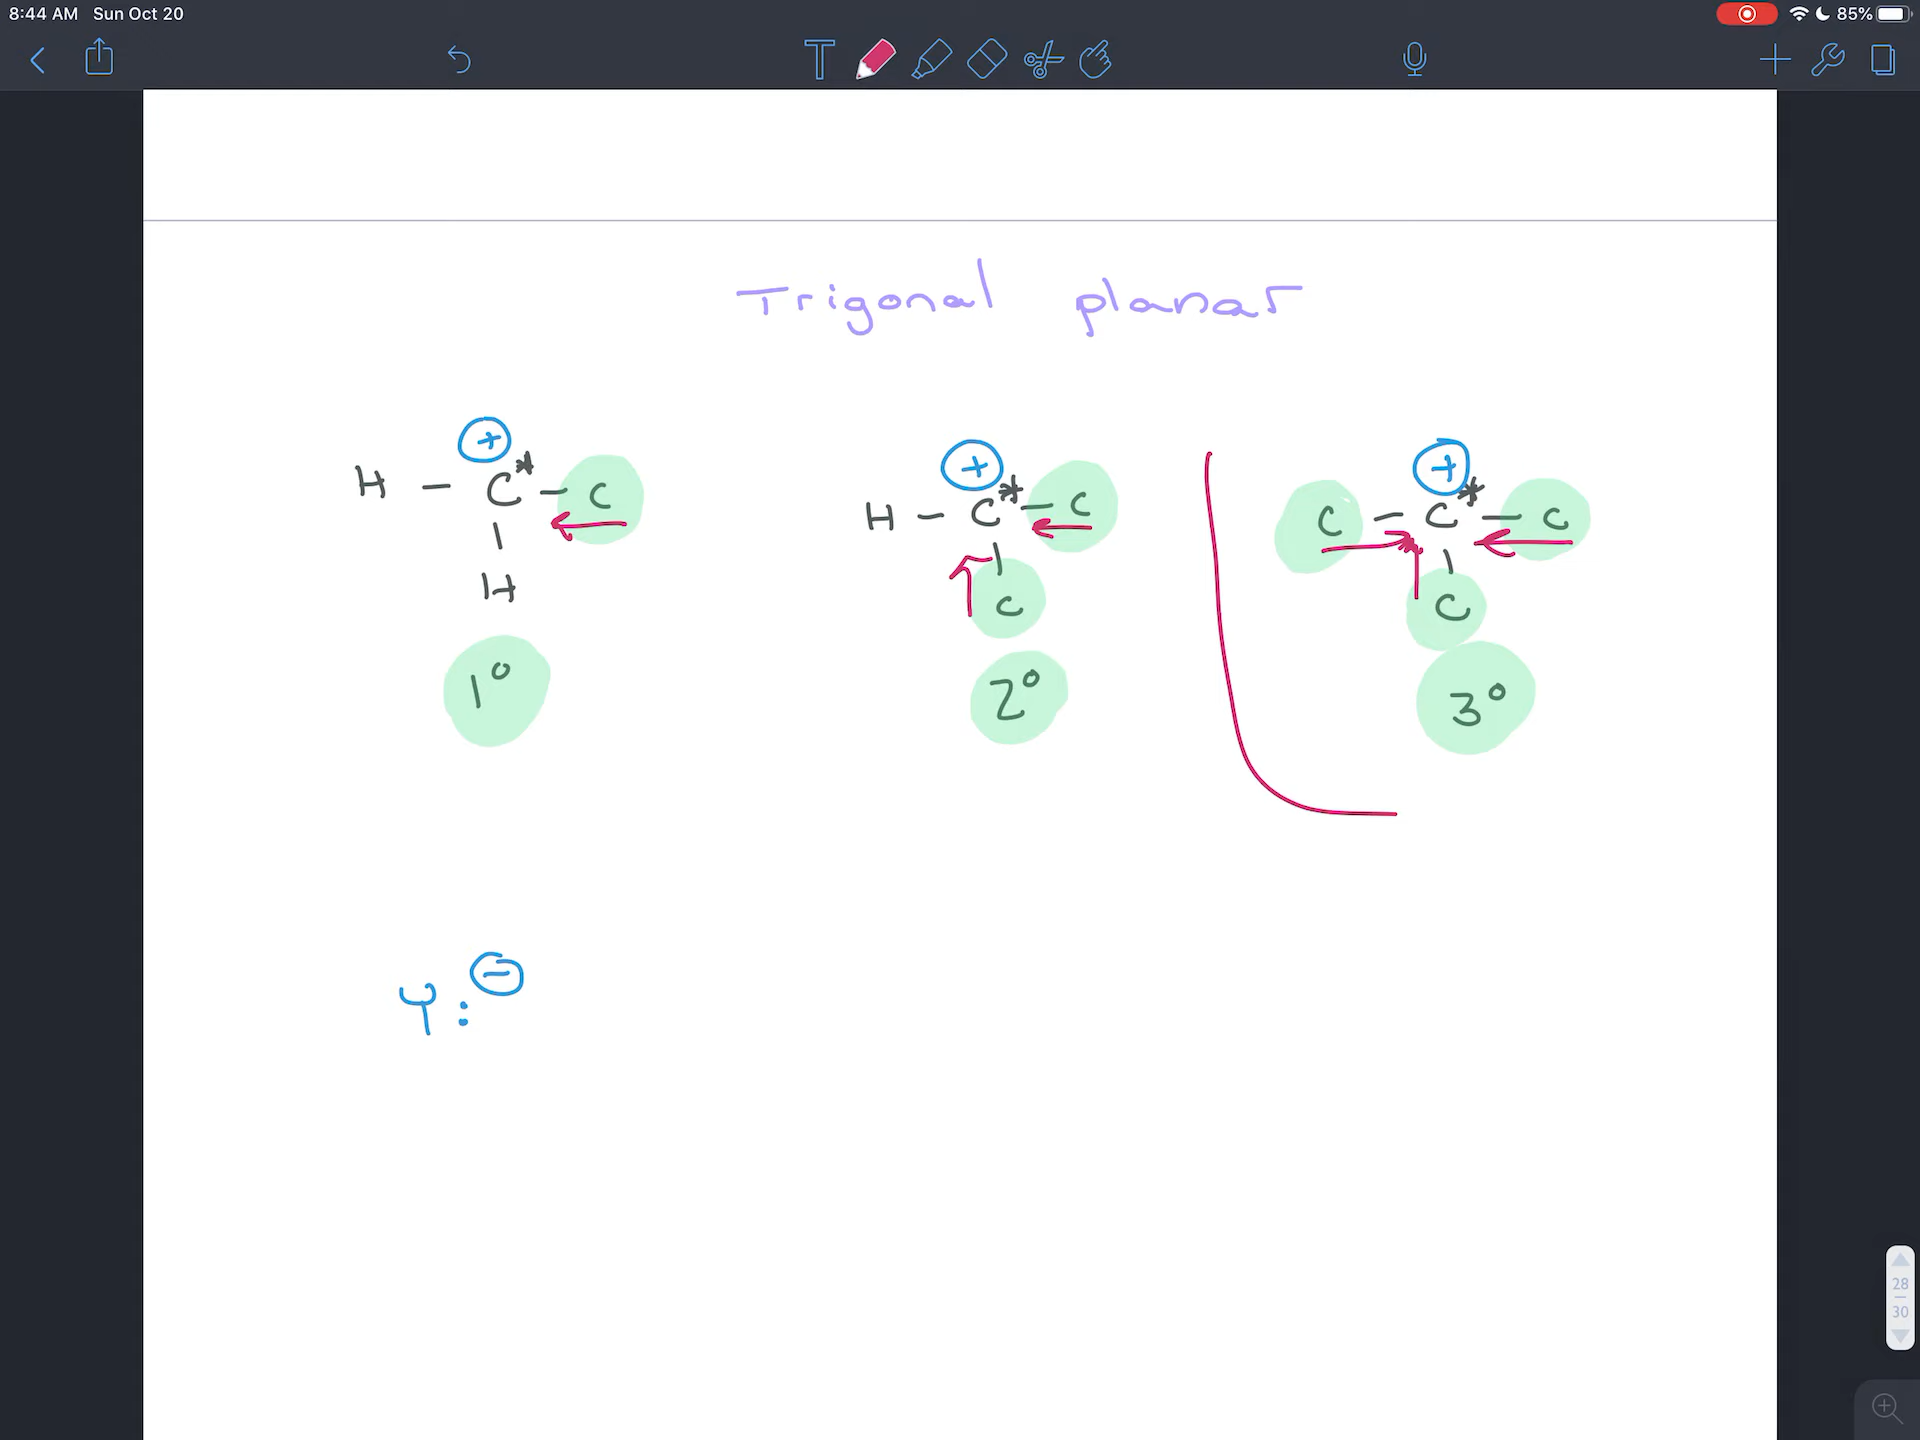 8:44 AM Sun Oct 20
85%
T
Trigonal planar
+ + +
H - C* - C
H - C* - C
C - C* - C
H
C
C
1° 2° 3°
Y: -
28
30